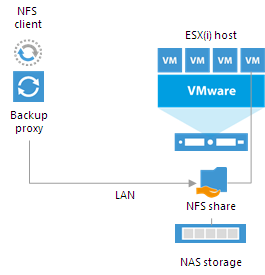 NFS
client
Backup
proxy
ESX(i) host
VM VM VM VM
VMware
LAN
NFS share
NAS storage